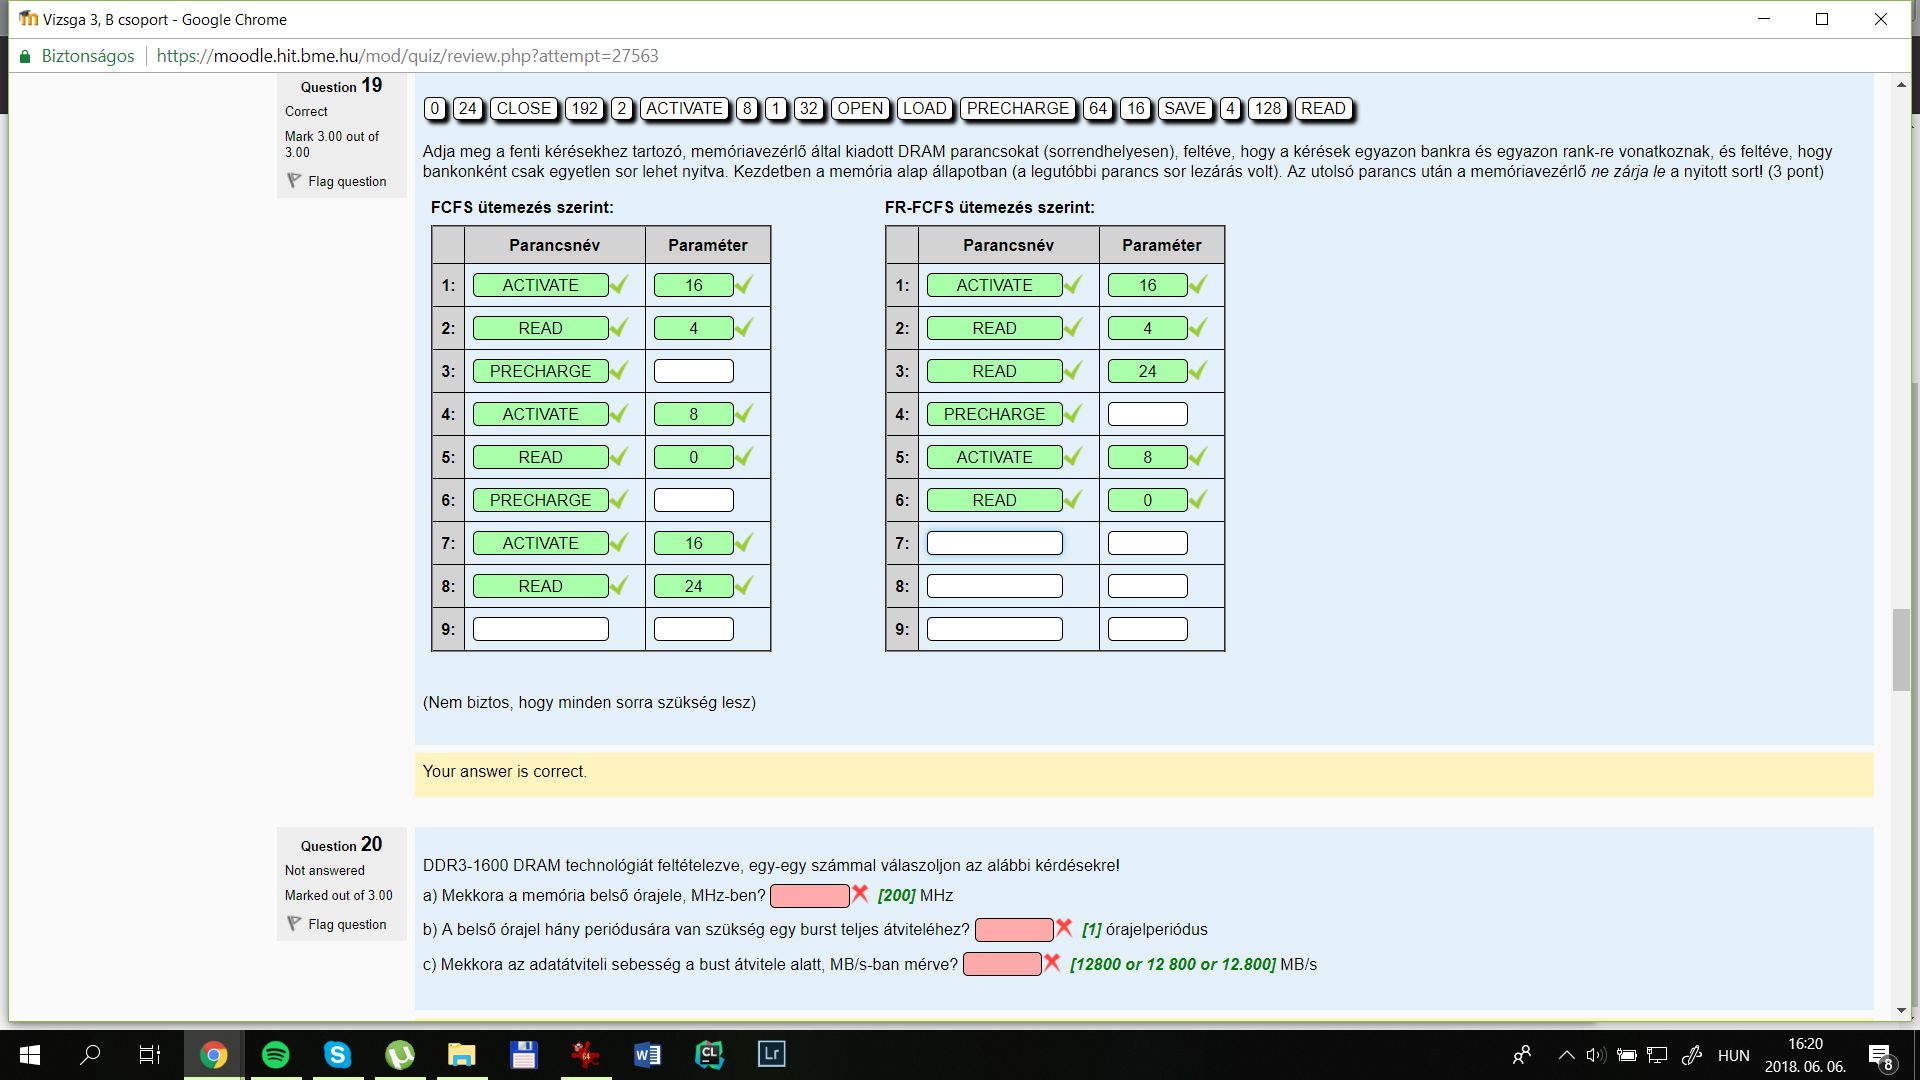 Vizsga 3, B csoport - Google Chrome
Biztonságos https://moodle.hit.bme.hu/mod/quiz/review.php?attempt=27563
Question 19
Correct
Mark 3.00 out of
3.00
Flag question
0 24 CLOSE 192 2 ACTIVATE 8 1 32 OPEN LOAD PRECHARGE 64 16 SAVE 4 128 READ
Adja meg a fenti kérésekhez tartozó, memóriavezérlő által kiadott DRAM parancsokat (sorrendhelyesen), feltéve, hogy a kérések egyazon bankra és egyazon rank-re vonatkoznak, és feltéve, hogy
bankonként csak egyetlen sor lehet nyitva. Kezdetben a memória alap állapotban (a legutóbbi parancs sor lezárás volt). Az utolsó parancs után a memóriavezérlő ne zárja le a nyitott sort! (3 pont)
FCFS ütemezés szerint:
Parancsnév Paraméter
1: ACTIVATE 16
2: READ 4
3: PRECHARGE
4: ACTIVATE 8
5: READ 0
6: PRECHARGE
7: ACTIVATE 16
8: READ 24
9:
FR-FCFS ütemezés szerint:
Parancsnév Paraméter
1: ACTIVATE 16
2: READ 4
3: READ 24
4: PRECHARGE
5: ACTIVATE 8
6: READ 0
7:
8:
9:
(Nem biztos, hogy minden sorra szükség lesz)
Your answer is correct.
Question 20
Not answered
Marked out of 3.00
Flag question
DDR3-1600 DRAM technológiát feltételezve, egy-egy számmal válaszoljon az alábbi kérdésekre!
a) Mekkora a memória belső órajele, MHz-ben? [200] MHz
b) A belső órajel hány periódusára van szükség egy burst teljes átviteléhez? [1] órajelperiódus
c) Mekkora az adatátviteli sebesség a bust átvitele alatt, MB/s-ban mérve? [12800 or 12 800 or 12.800] MB/s
64
CL
Lr
HUN
16:20
2018. 06. 06.
8